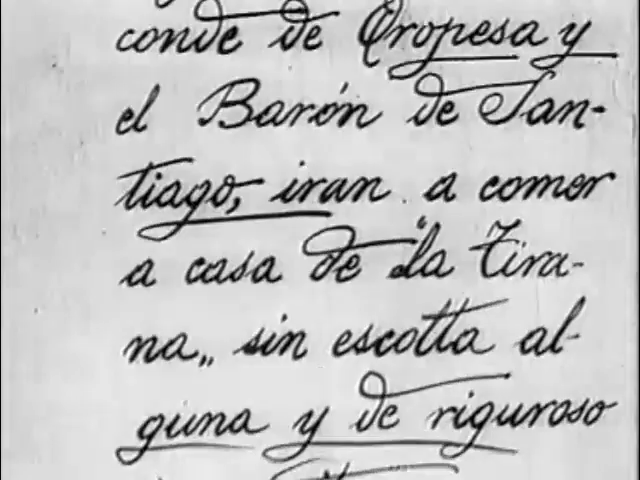 conde de Oropesa y
el Barón de San-
tiago, iran a comer
a casa de "la Tira-
na„ sin escotta al-
guna y de riguroso